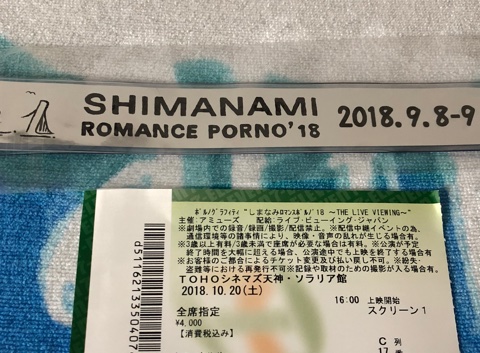 SHIMANAMI
ROMANCE PORNO'18
2018.9.8-9
ポルノグラフィティ "しまなみロマンスポルノ'18 ～THE LIVE VIEWING～"
主催：アミューズ 配給：ライブ・ビューイング・ジャパン
※劇場内での録音/録画/撮影/配信禁止。※配信中継イベントの為、
通信環境等の諸事情により、映像・音声の乱れが生じる場合有。
※3歳以上有料/3歳未満で座席が必要な場合は有料。※公演が予定
終了時間を大幅に超える場合、公演途中でも上映を終了する場合有
※お客様のご都合によるチケット変更及び払い戻し不可。※紛失・
盗難等における再発行不可※記録や取材のための撮影が入る場合有。
TOHOシネマズ天神・ソラリア館
2018.10.20(土)
16:00 上映開始
全席指定
スクリーン1
¥4,000
【消費税込み】
C 列
17